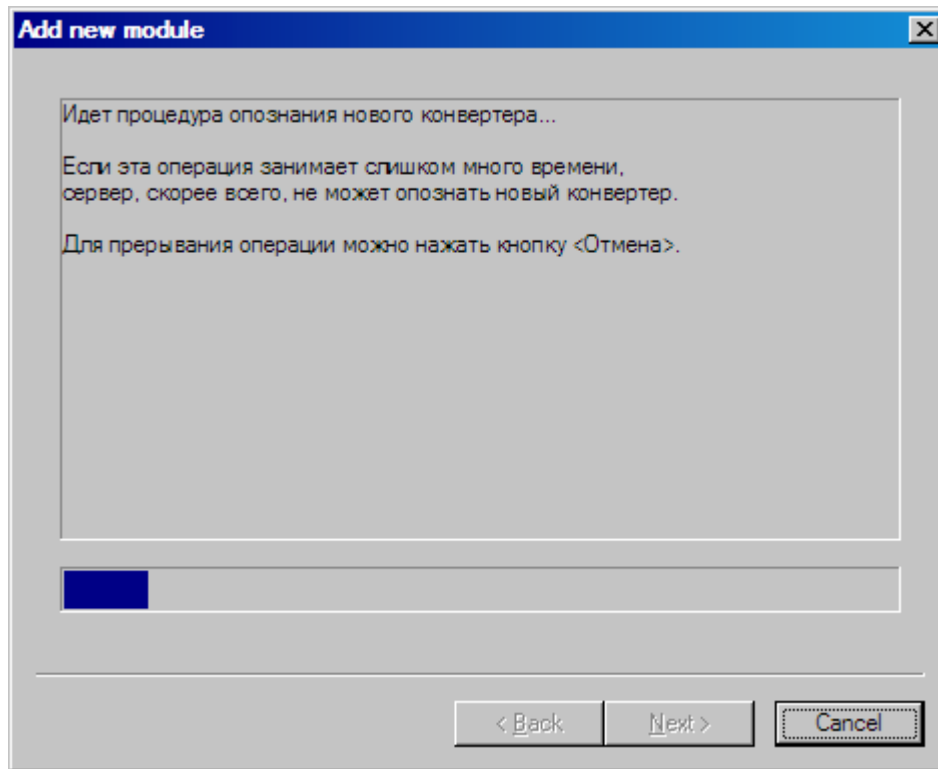 Add new module
Идет процедура опознания нового конвертера...
Если эта операция занимает слишком много времени,
сервер, скорее всего, не может опознать новый конвертер.
Для прерывания операции можно нажать кнопку <Отмена>.
< Back
Next >
Cancel